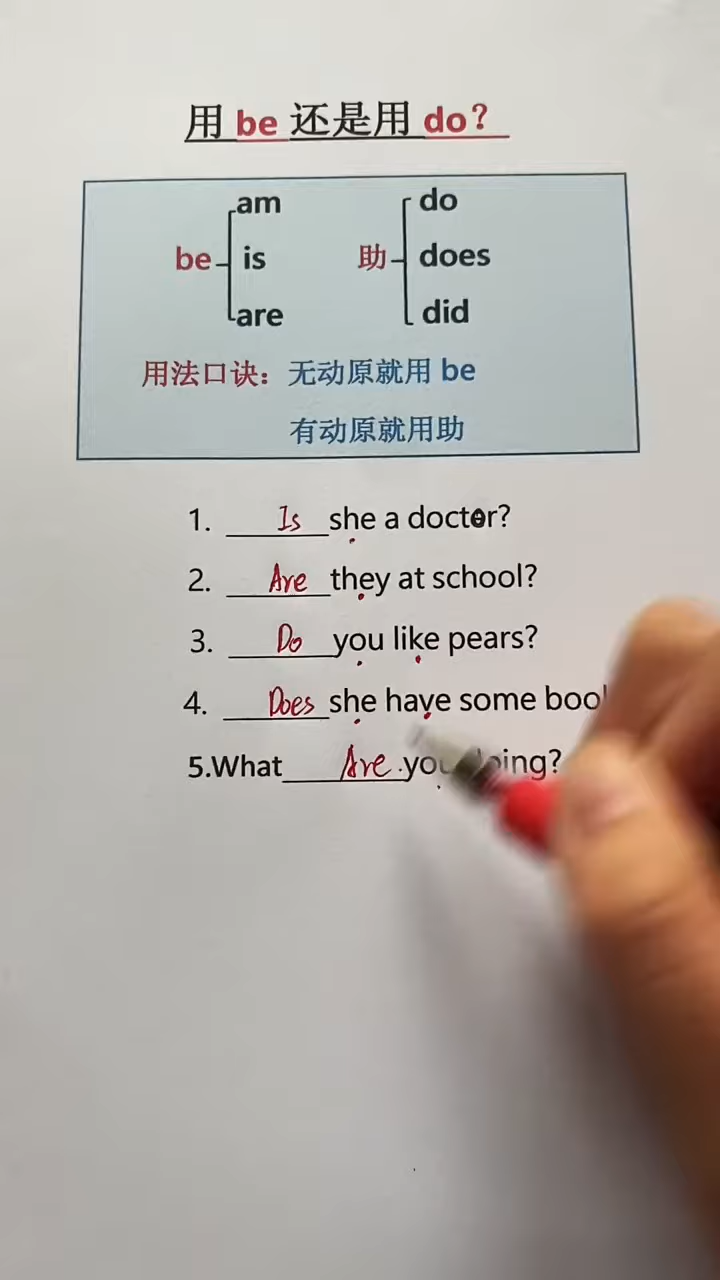 用 be 还是用 do？
am
be
is
are
do
助
does
did
用法口诀：无动原就用 be
有动原就用助
1. Is she a doctor?
2. Are they at school?
3. Do you like pears?
4. Does she have some
5.What Are you